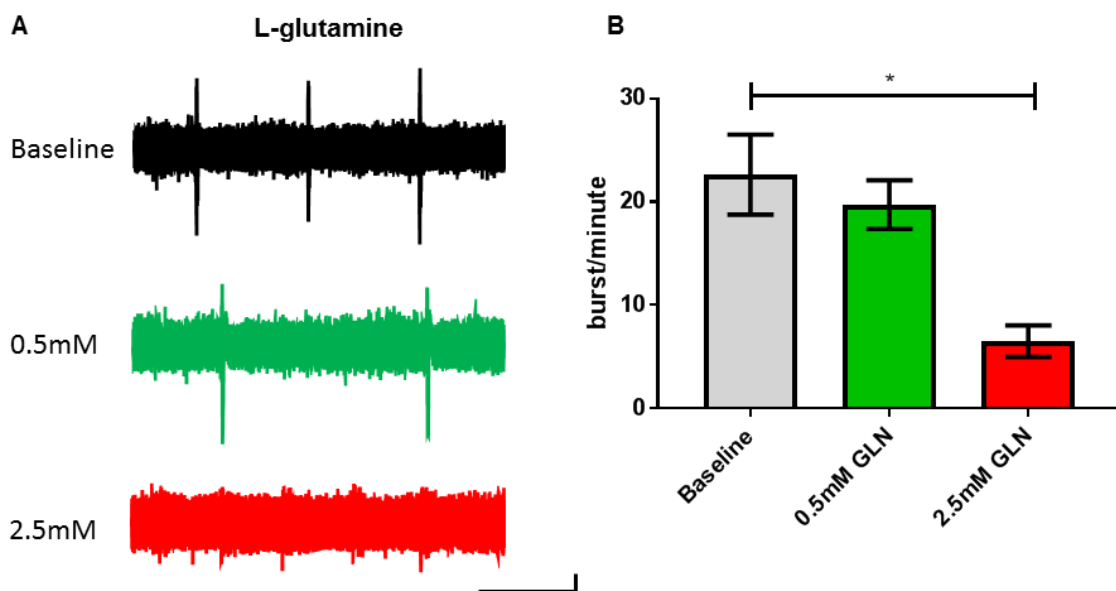 A
L-glutamine
Baseline
0.5mM
2.5mM
B
*
30
20
10
0
burst/minute
Baseline
0.5mM GLN
2.5mM GLN